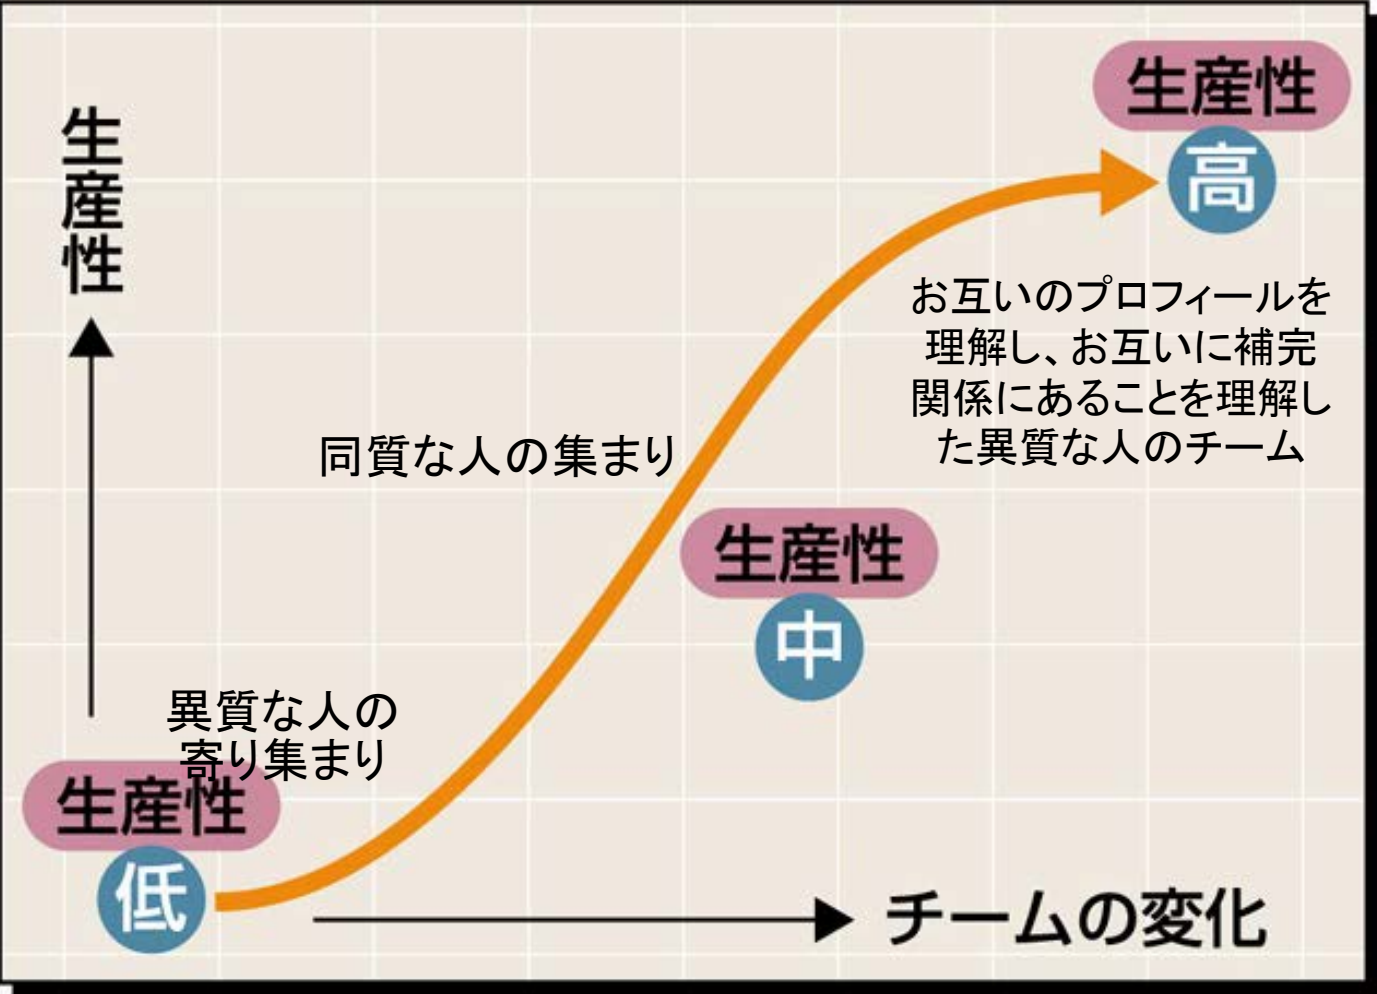 生産性
生産性
高
お互いのプロフィールを
理解し、お互いに補完
関係にあることを理解し
た異質な人のチーム
同質な人の集まり
生産性
中
異質な人の
寄り集まり
生産性
低
チームの変化